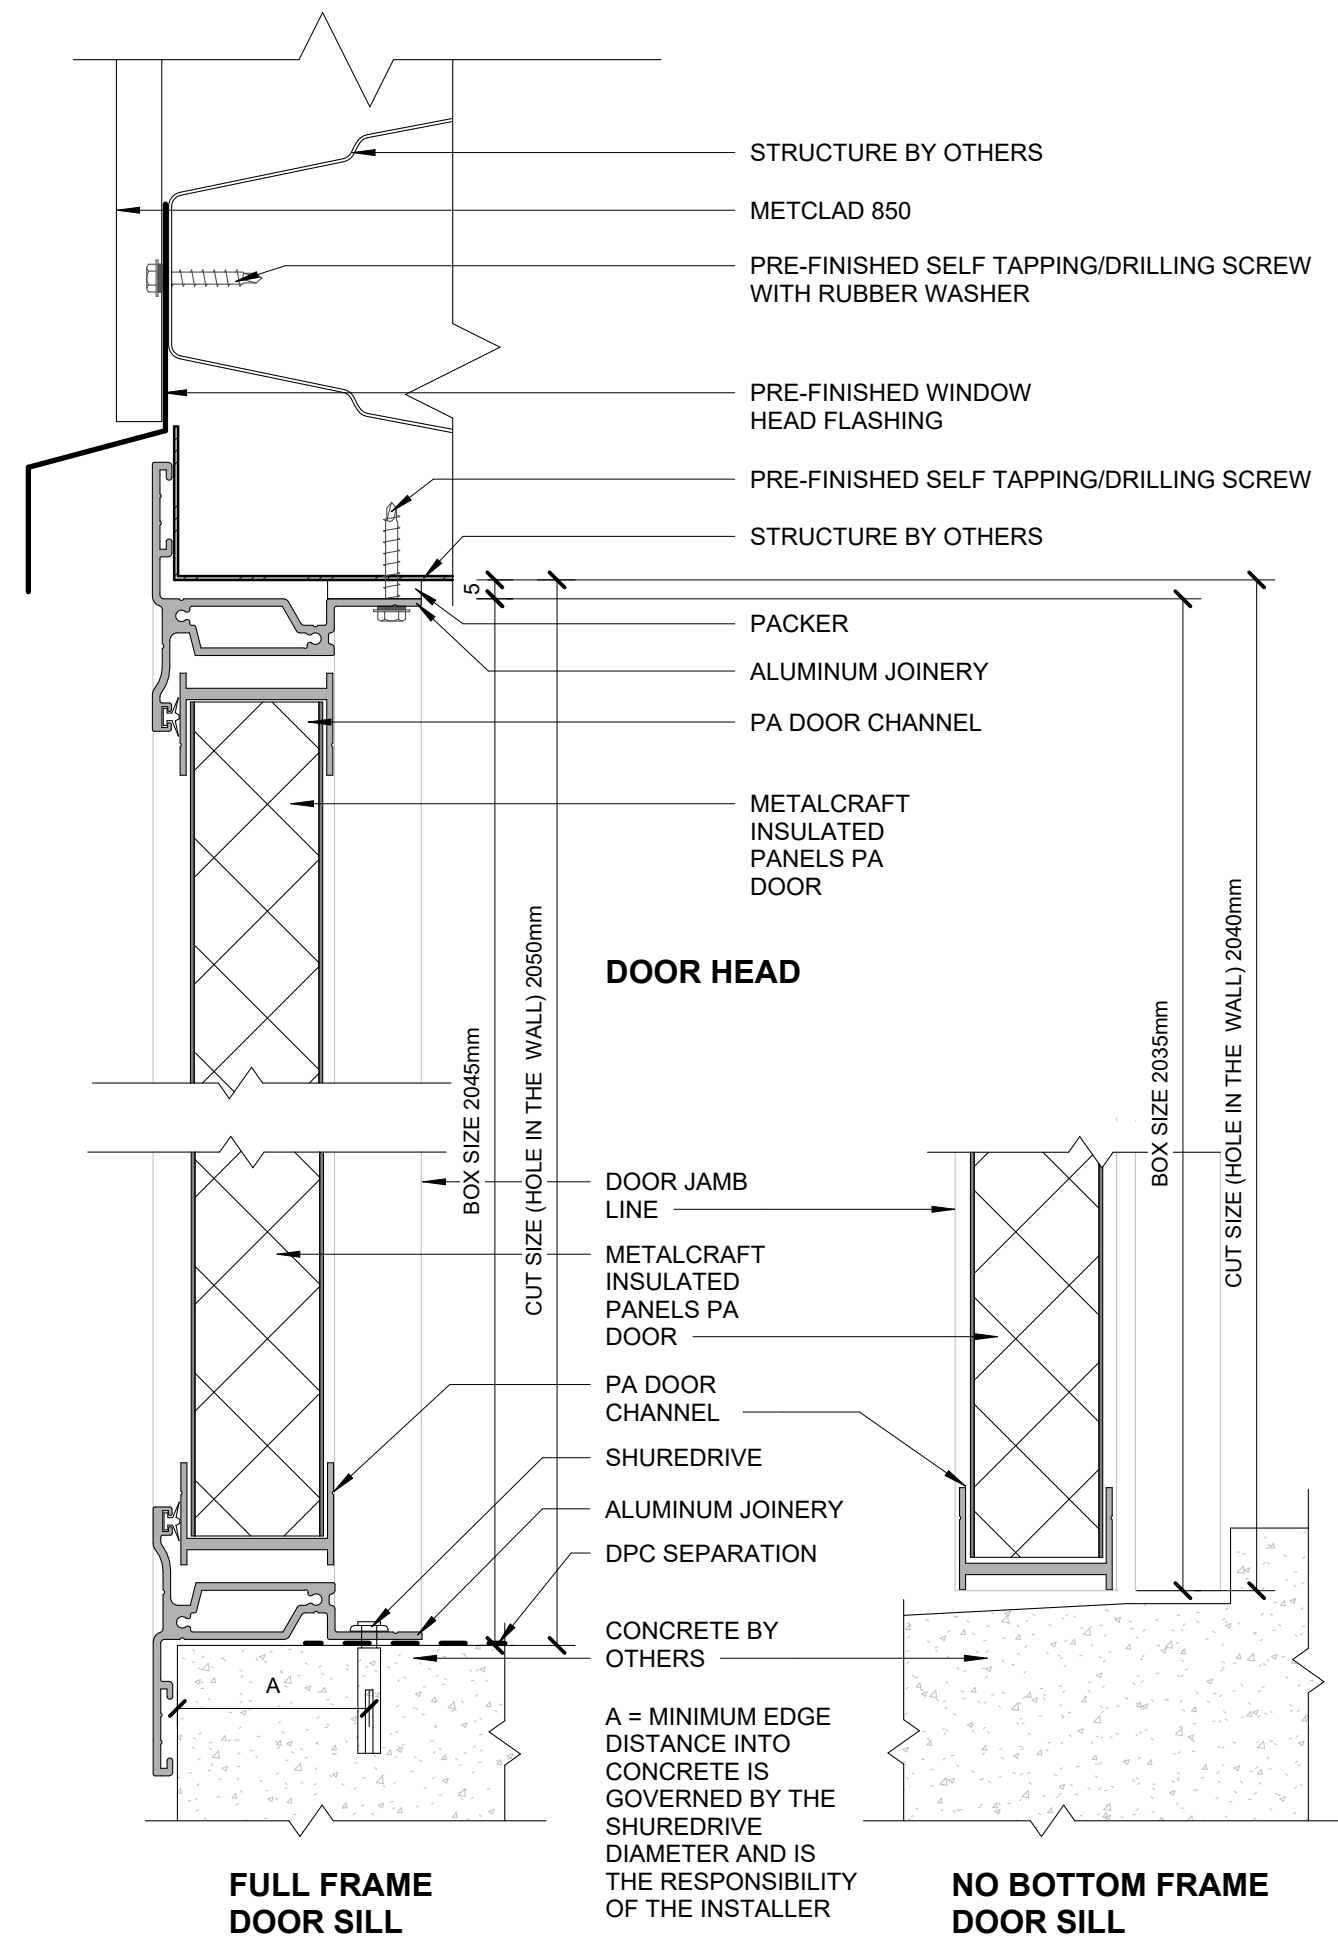 STRUCTURE BY OTHERS
METCLAD 850
PRE-FINISHED SELF TAPPING/DRILLING SCREW
WITH RUBBER WASHER
PRE-FINISHED WINDOW
HEAD FLASHING
PRE-FINISHED SELF TAPPING/DRILLING SCREW
STRUCTURE BY OTHERS
5
PACKER
ALUMINUM JOINERY
PA DOOR CHANNEL
METALCRAFT
INSULATED
PANELS PA
DOOR
DOOR HEAD
BOX SIZE 2045mm
CUT SIZE (HOLE IN THE WALL) 2050mm
BOX SIZE 2035mm
CUT SIZE (HOLE IN THE WALL) 2040mm
DOOR JAMB
LINE
METALCRAFT
INSULATED
PANELS PA
DOOR
PA DOOR
CHANNEL
SHUREDRIVE
ALUMINUM JOINERY
DPC SEPARATION
CONCRETE BY
OTHERS
A
A = MINIMUM EDGE
DISTANCE INTO
CONCRETE IS
GOVERNED BY THE
SHUREDRIVE
DIAMETER AND IS
THE RESPONSIBILITY
OF THE INSTALLER
FULL FRAME
DOOR SILL
NO BOTTOM FRAME
DOOR SILL